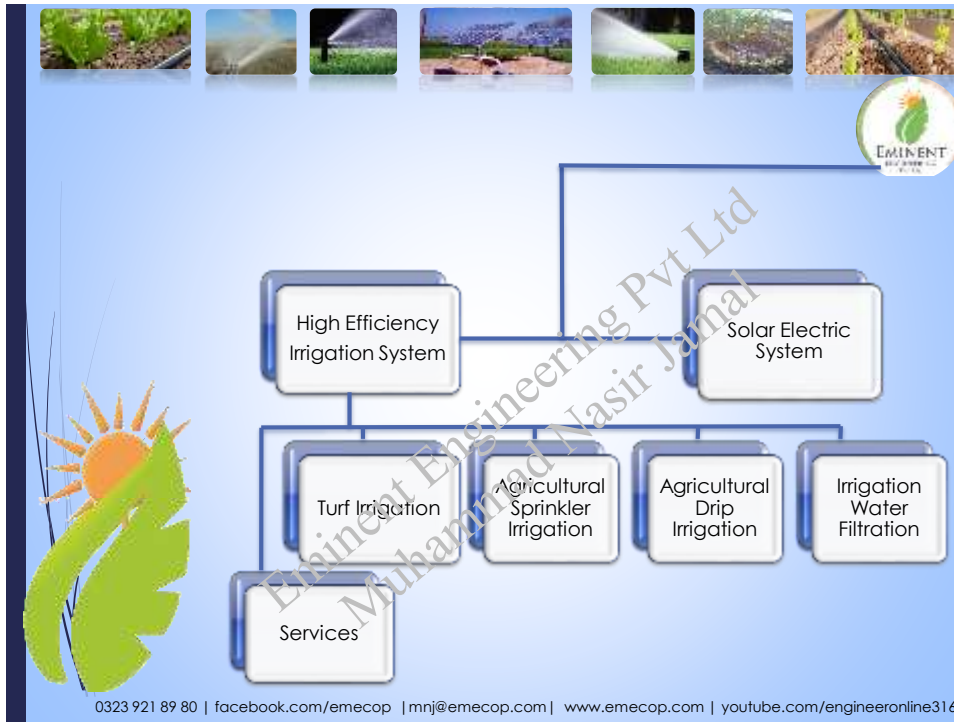 EMINENT
High Efficiency
Irrigation System
Solar Electric
System
Turf Irrigation
Agricultural
Sprinkler
Irrigation
Agricultural
Drip
Irrigation
Irrigation
Water
Filtration
Services
Eminent Engineering Pvt Ltd
Muhammad Nasir Jamal
0323 921 89 80 | facebook.com/emecop |mnj@emecop.com| www.emecop.com | youtube.com/engineeronline316